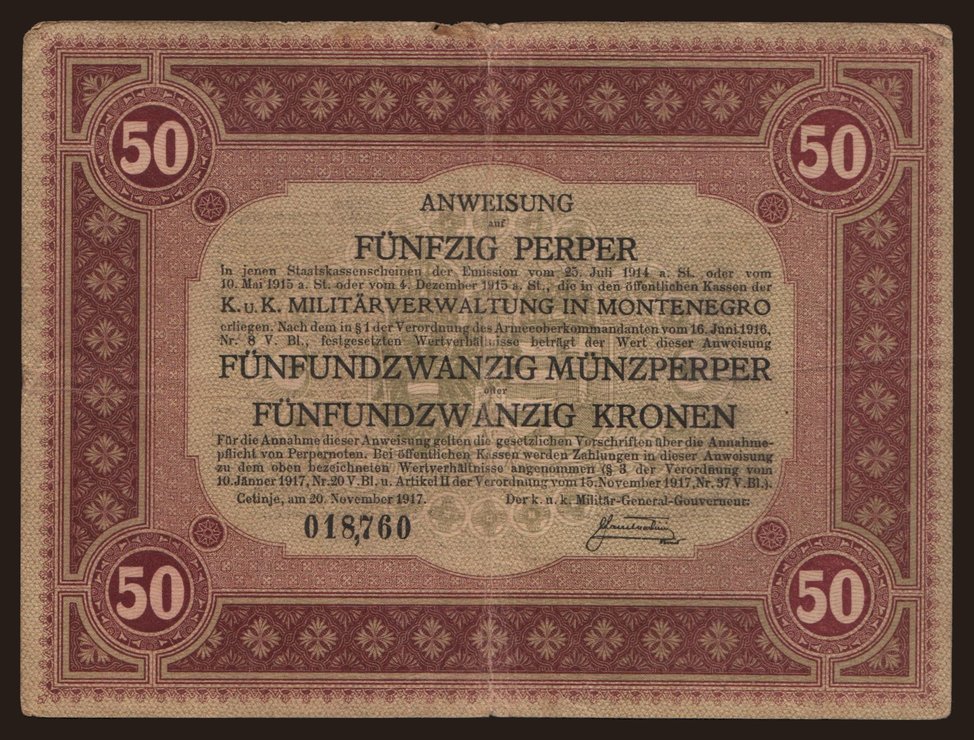 50
50
ANWEISUNG
auf
FÜNFZIG PERPER
In jenen Staatskassenscheinen der Emission vom 25. Juli 1914 a. St. oder vom
10. Mai 1915 a. St. oder vom 4. Dezember 1915 a. St., die in den öffentlichen Kassen der
K. u. K. MILITÄRVERWALTUNG IN MONTENEGRO
erliegen. Nach dem in § 1 der Verordnung des Armeeoberkommandanten vom 16. Juni 1916,
Nr. 8 V. Bl., festgesetzten Wertverhältnisse beträgt der Wert dieser Anweisung
FÜNFUNDZWANZIG MÜNZPERPER
oder
FÜNFUNDZWANZIG KRONEN
Für die Annahme dieser Anweisung gelten die gesetzlichen Vorschriften über die Annahme-
pflicht von Perpernoten. Bei öffentlichen Kassen werden Zahlungen in dieser Anweisung
zu dem oben bezeichneten Wertverhältnisse angenommen (§ 3 der Verordnung vom
10. Jänner 1917, Nr. 20 V. Bl. u. Artikel II der Verordnung vom 15. November 1917, Nr. 37 V. Bl.).
Cetinje, am 20. November 1917. Der k. u. k. Militär-General-Gouverneur:
018,760
50
50